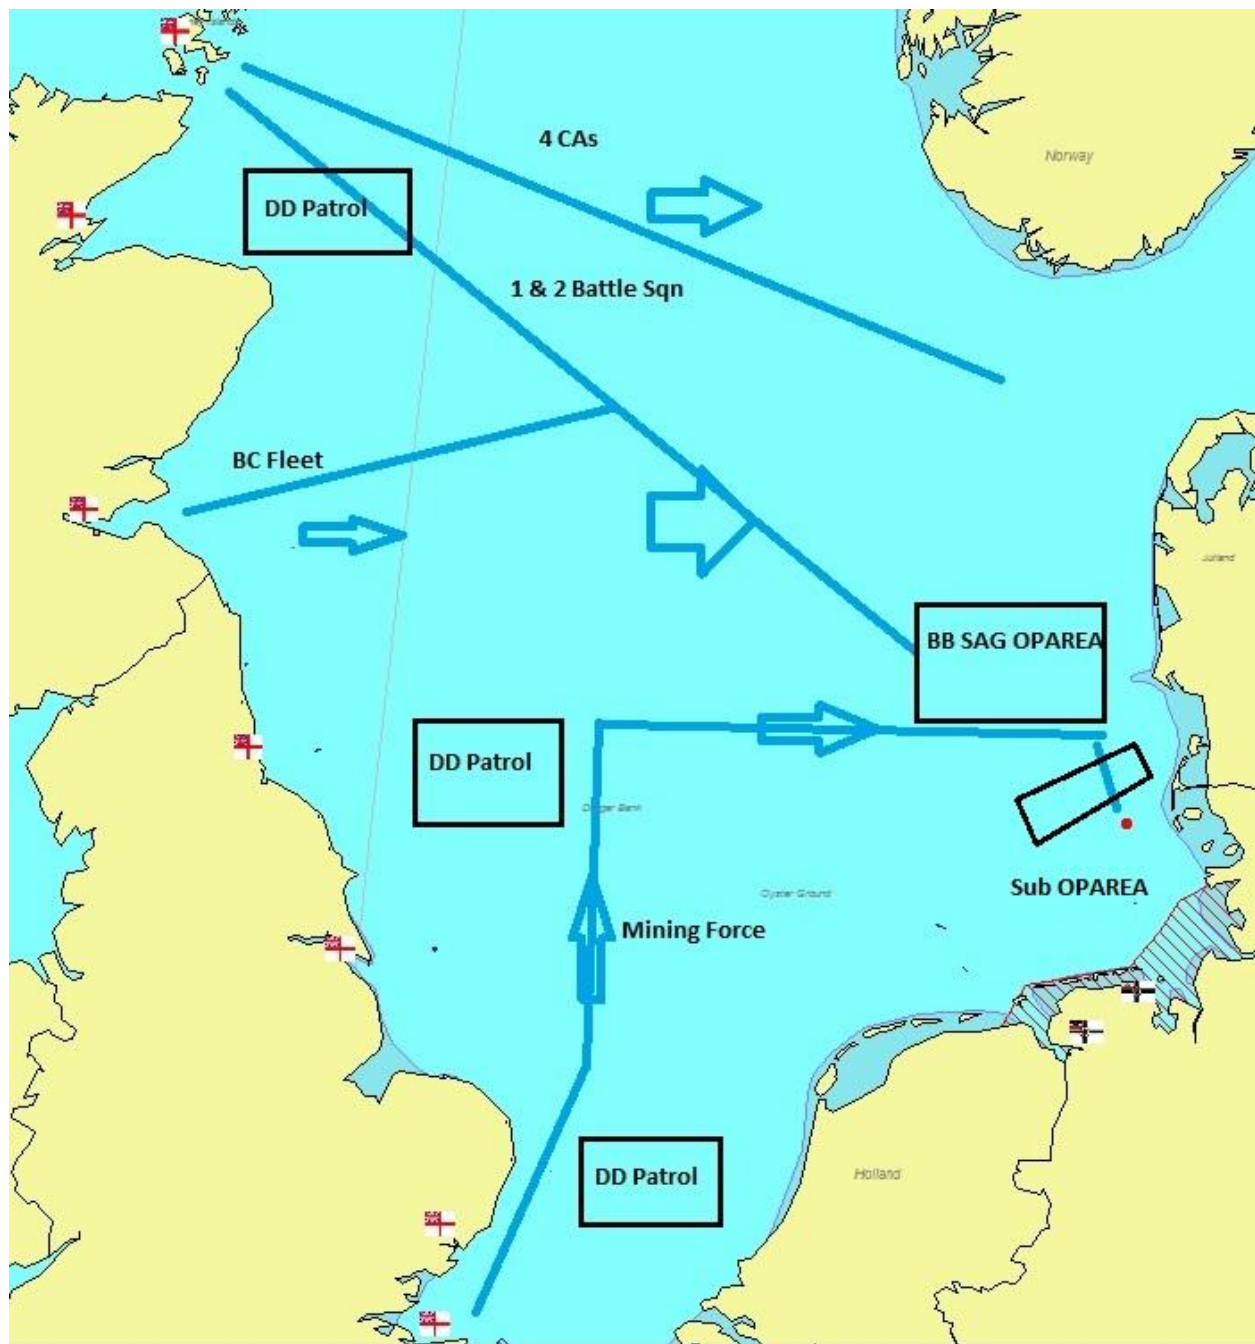 4 CAs
Norway
DD Patrol
1 & 2 Battle Sqn
BC Fleet
Jutland
BB SAG OPAREA
DD Patrol
Dogger Bank
Sub OPAREA
Oyster Ground
Mining Force
DD Patrol
Holland